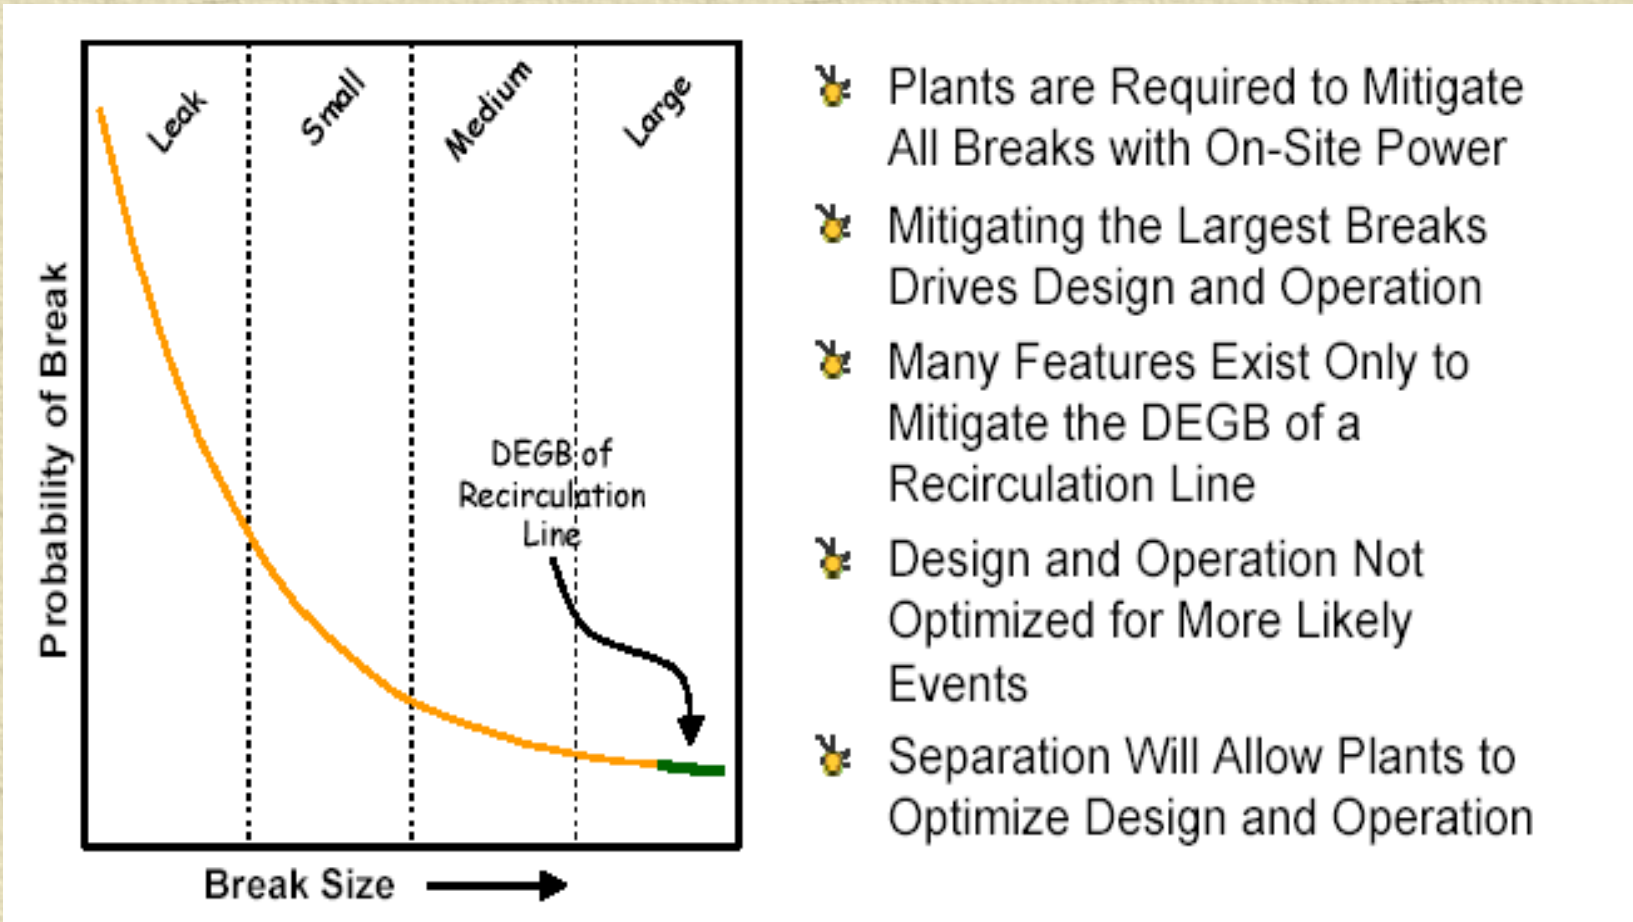 Leak
Small
Medium
Large
Probability of Break
DEGB of
Recirculation
Line
Break Size
Plants are Required to Mitigate
All Breaks with On-Site Power
Mitigating the Largest Breaks
Drives Design and Operation
Many Features Exist Only to
Mitigate the DEGB of a
Recirculation Line
Design and Operation Not
Optimized for More Likely
Events
Separation Will Allow Plants to
Optimize Design and Operation